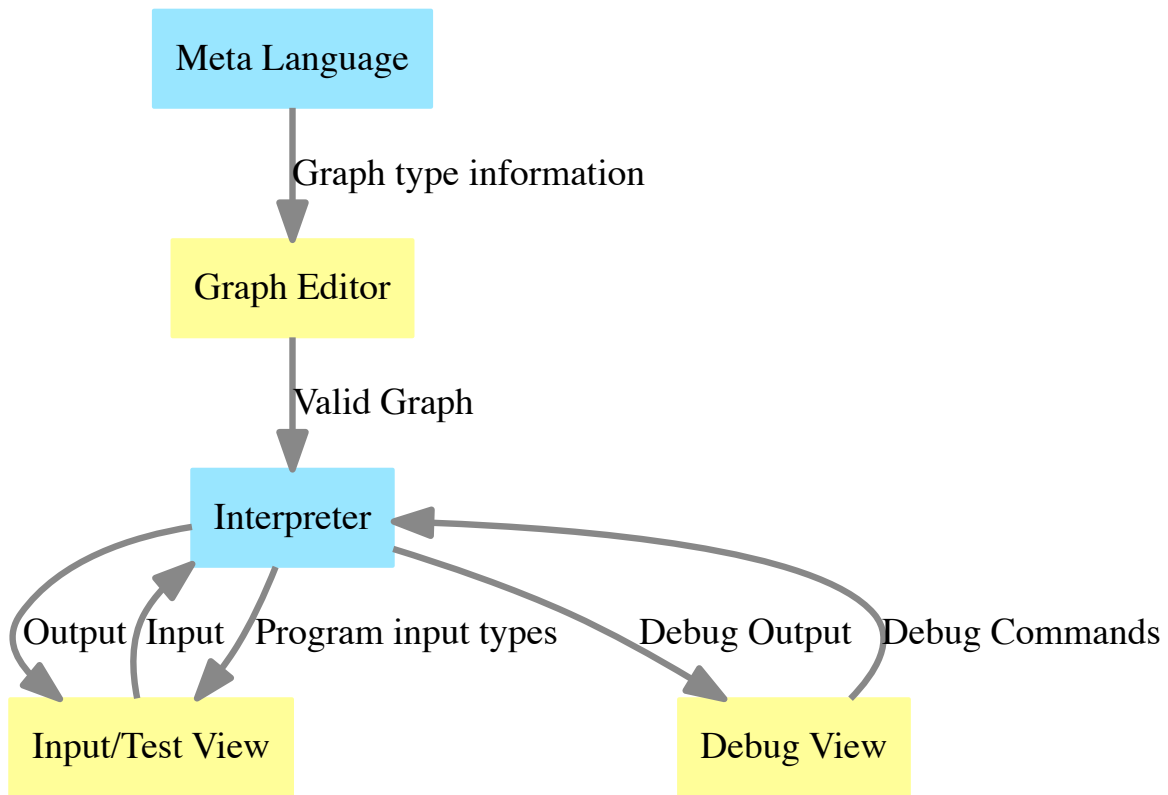 Meta Language
Graph type information
Graph Editor
Valid Graph
Interpreter
Output
Input
Program input types
Debug Output
Debug Commands
Input/Test View
Debug View